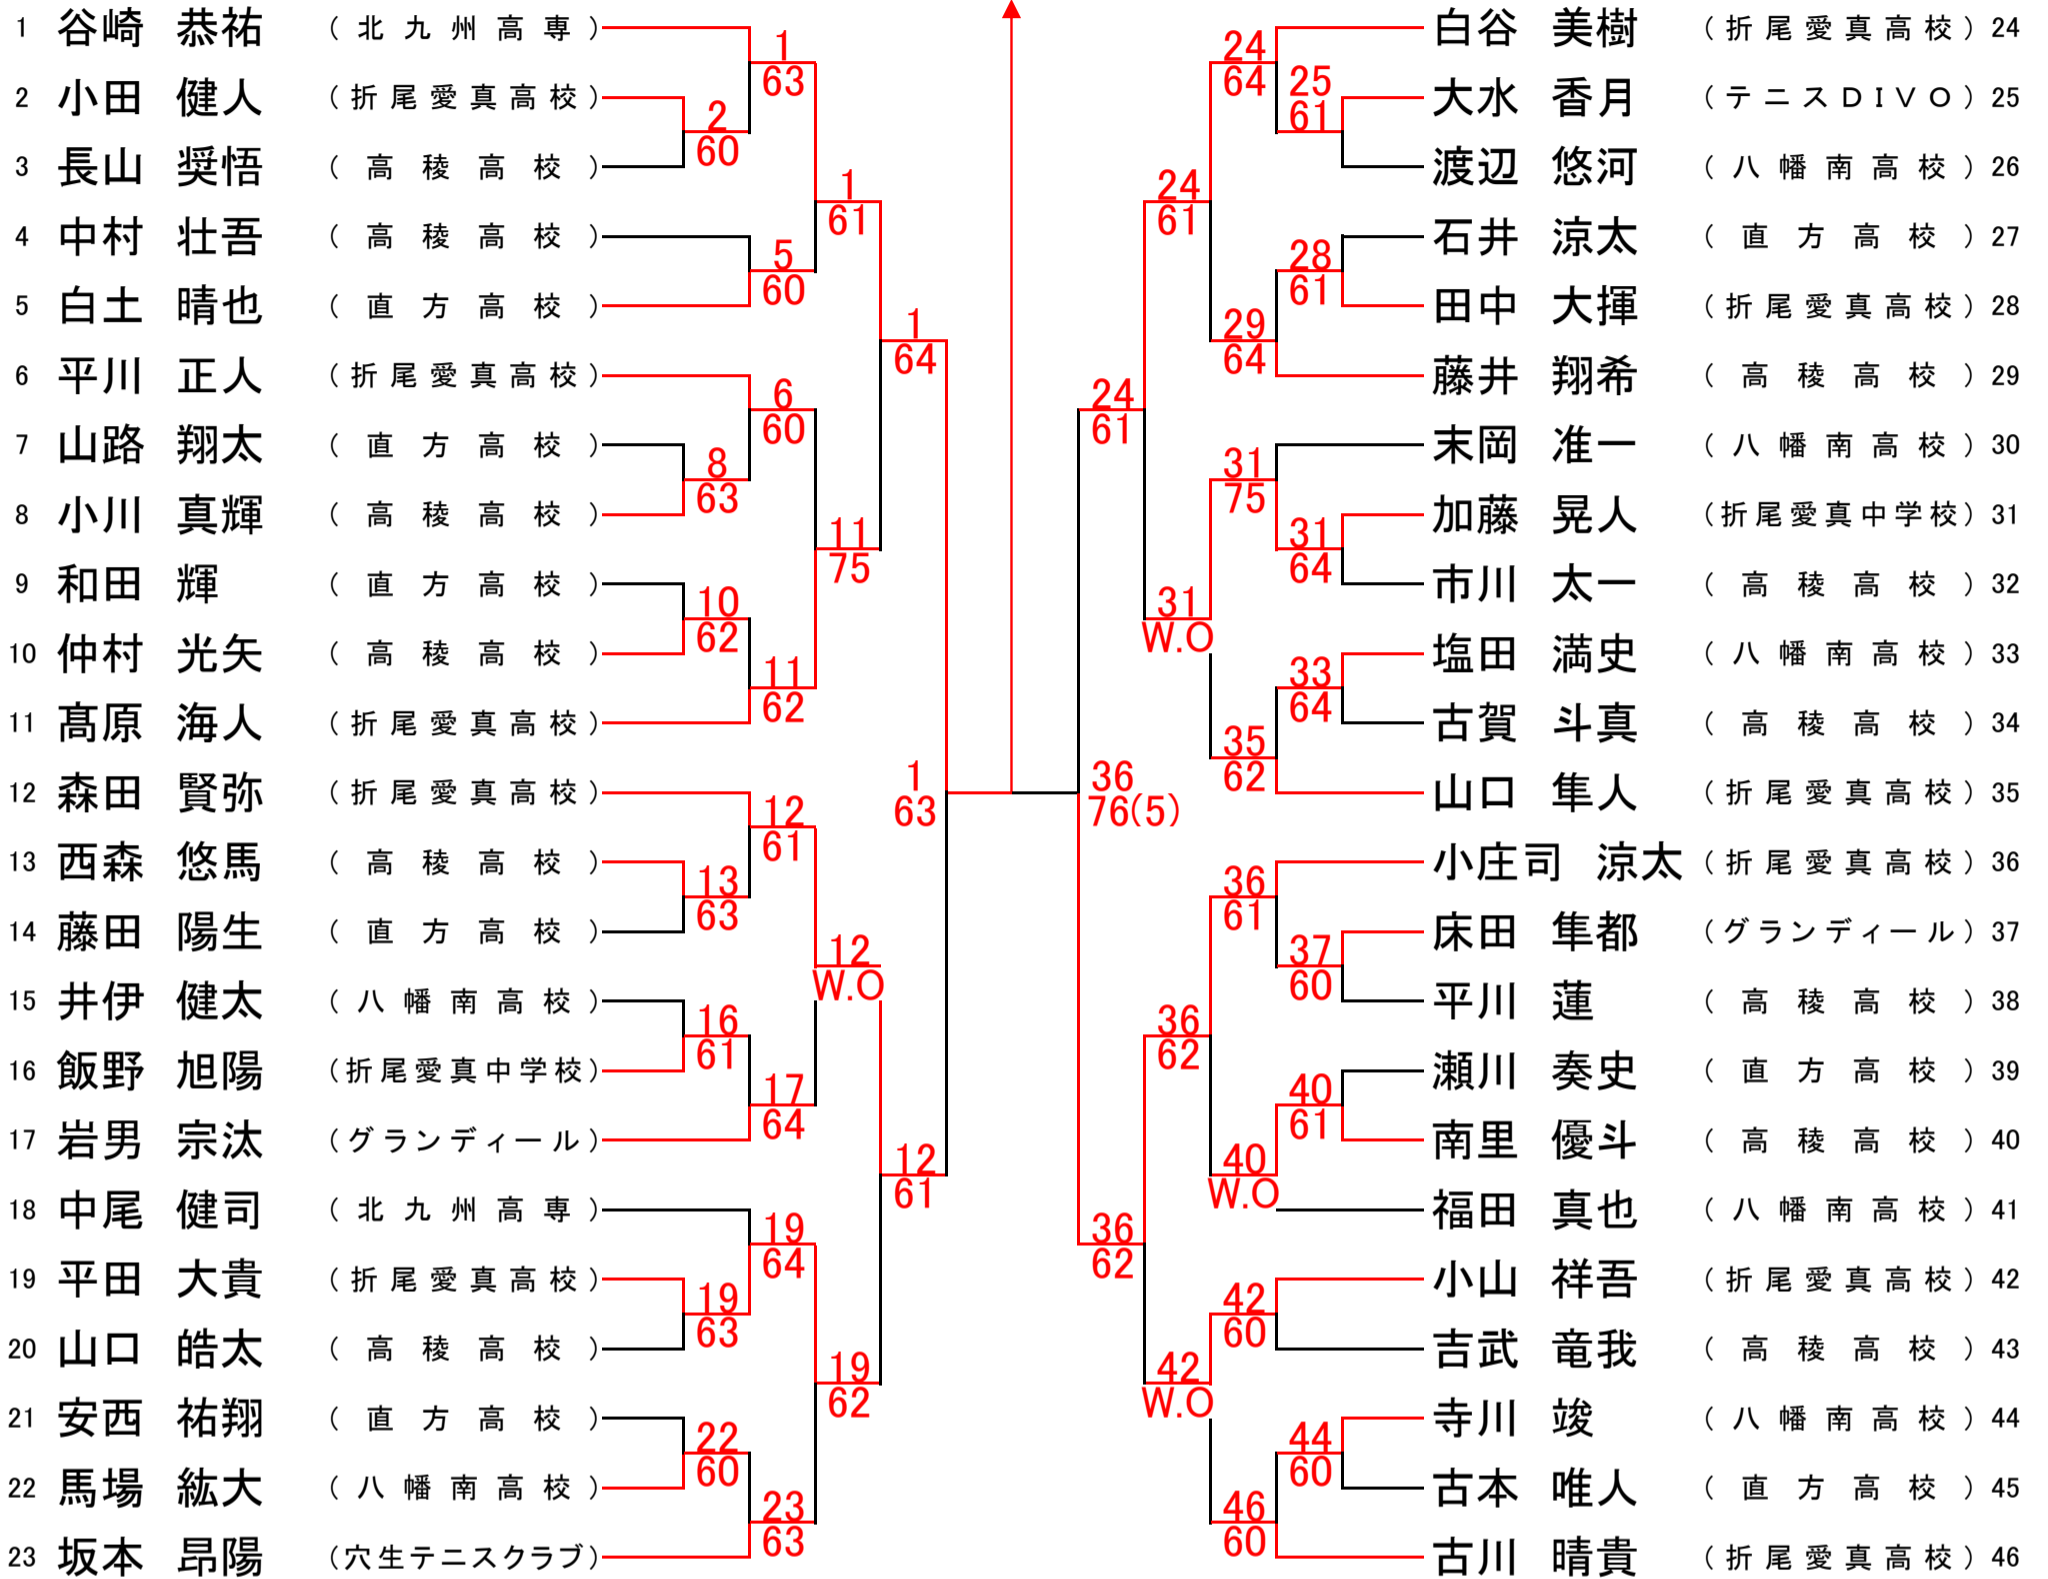 1 谷崎 恭祐 (北九州高専)
2 小田 健人 (折尾愛真高校)
3 長山 奨悟 (高稜高校)
4 中村 壮吾 (高稜高校)
5 白土 晴也 (直方高校)
6 平川 正人 (折尾愛真高校)
7 山路 翔太 (直方高校)
8 小川 真輝 (高稜高校)
9 和田 輝 (直方高校)
10 仲村 光矢 (高稜高校)
11 髙原 海人 (折尾愛真高校)
12 森田 賢弥 (折尾愛真高校)
13 西森 悠馬 (高稜高校)
14 藤田 陽生 (直方高校)
15 井伊 健太 (八幡南高校)
16 飯野 旭陽 (折尾愛真中学校)
17 岩男 宗汰 (グランディール)
18 中尾 健司 (北九州高専)
19 平田 大貴 (折尾愛真高校)
20 山口 皓太 (高稜高校)
21 安西 祐翔 (直方高校)
22 馬場 紘大 (八幡南高校)
23 坂本 昂陽 (穴生テニスクラブ)
2
60
8
63
10
62
13
63
16
61
19
63
22
60
1
63
5
60
6
60
11
62
12
61
17
64
19
64
23
63
1
61
11
75
12
W.O
19
62
1
64
12
61
1
63
36
76(5)
24
61
36
62
24
61
31
W.O
36
62
42
W.O
24
64
29
64
31
75
35
62
36
61
40
W.O
42
60
46
60
25
61
28
61
31
64
33
64
37
60
40
61
44
60
白谷 美樹 (折尾愛真高校) 24
大水 香月 (テニスDIVO) 25
渡辺 悠河 (八幡南高校) 26
石井 涼太 (直方高校) 27
田中 大揮 (折尾愛真高校) 28
藤井 翔希 (高稜高校) 29
末岡 准一 (八幡南高校) 30
加藤 晃人 (折尾愛真中学校) 31
市川 太一 (高稜高校) 32
塩田 満史 (八幡南高校) 33
古賀 斗真 (高稜高校) 34
山口 隼人 (折尾愛真高校) 35
小庄司 涼太 (折尾愛真高校) 36
床田 隼都 (グランディール) 37
平川 蓮 (高稜高校) 38
瀬川 奏史 (直方高校) 39
南里 優斗 (高稜高校) 40
福田 真也 (八幡南高校) 41
小山 祥吾 (折尾愛真高校) 42
吉武 竜我 (高稜高校) 43
寺川 竣 (八幡南高校) 44
古本 唯人 (直方高校) 45
古川 晴貴 (折尾愛真高校) 46